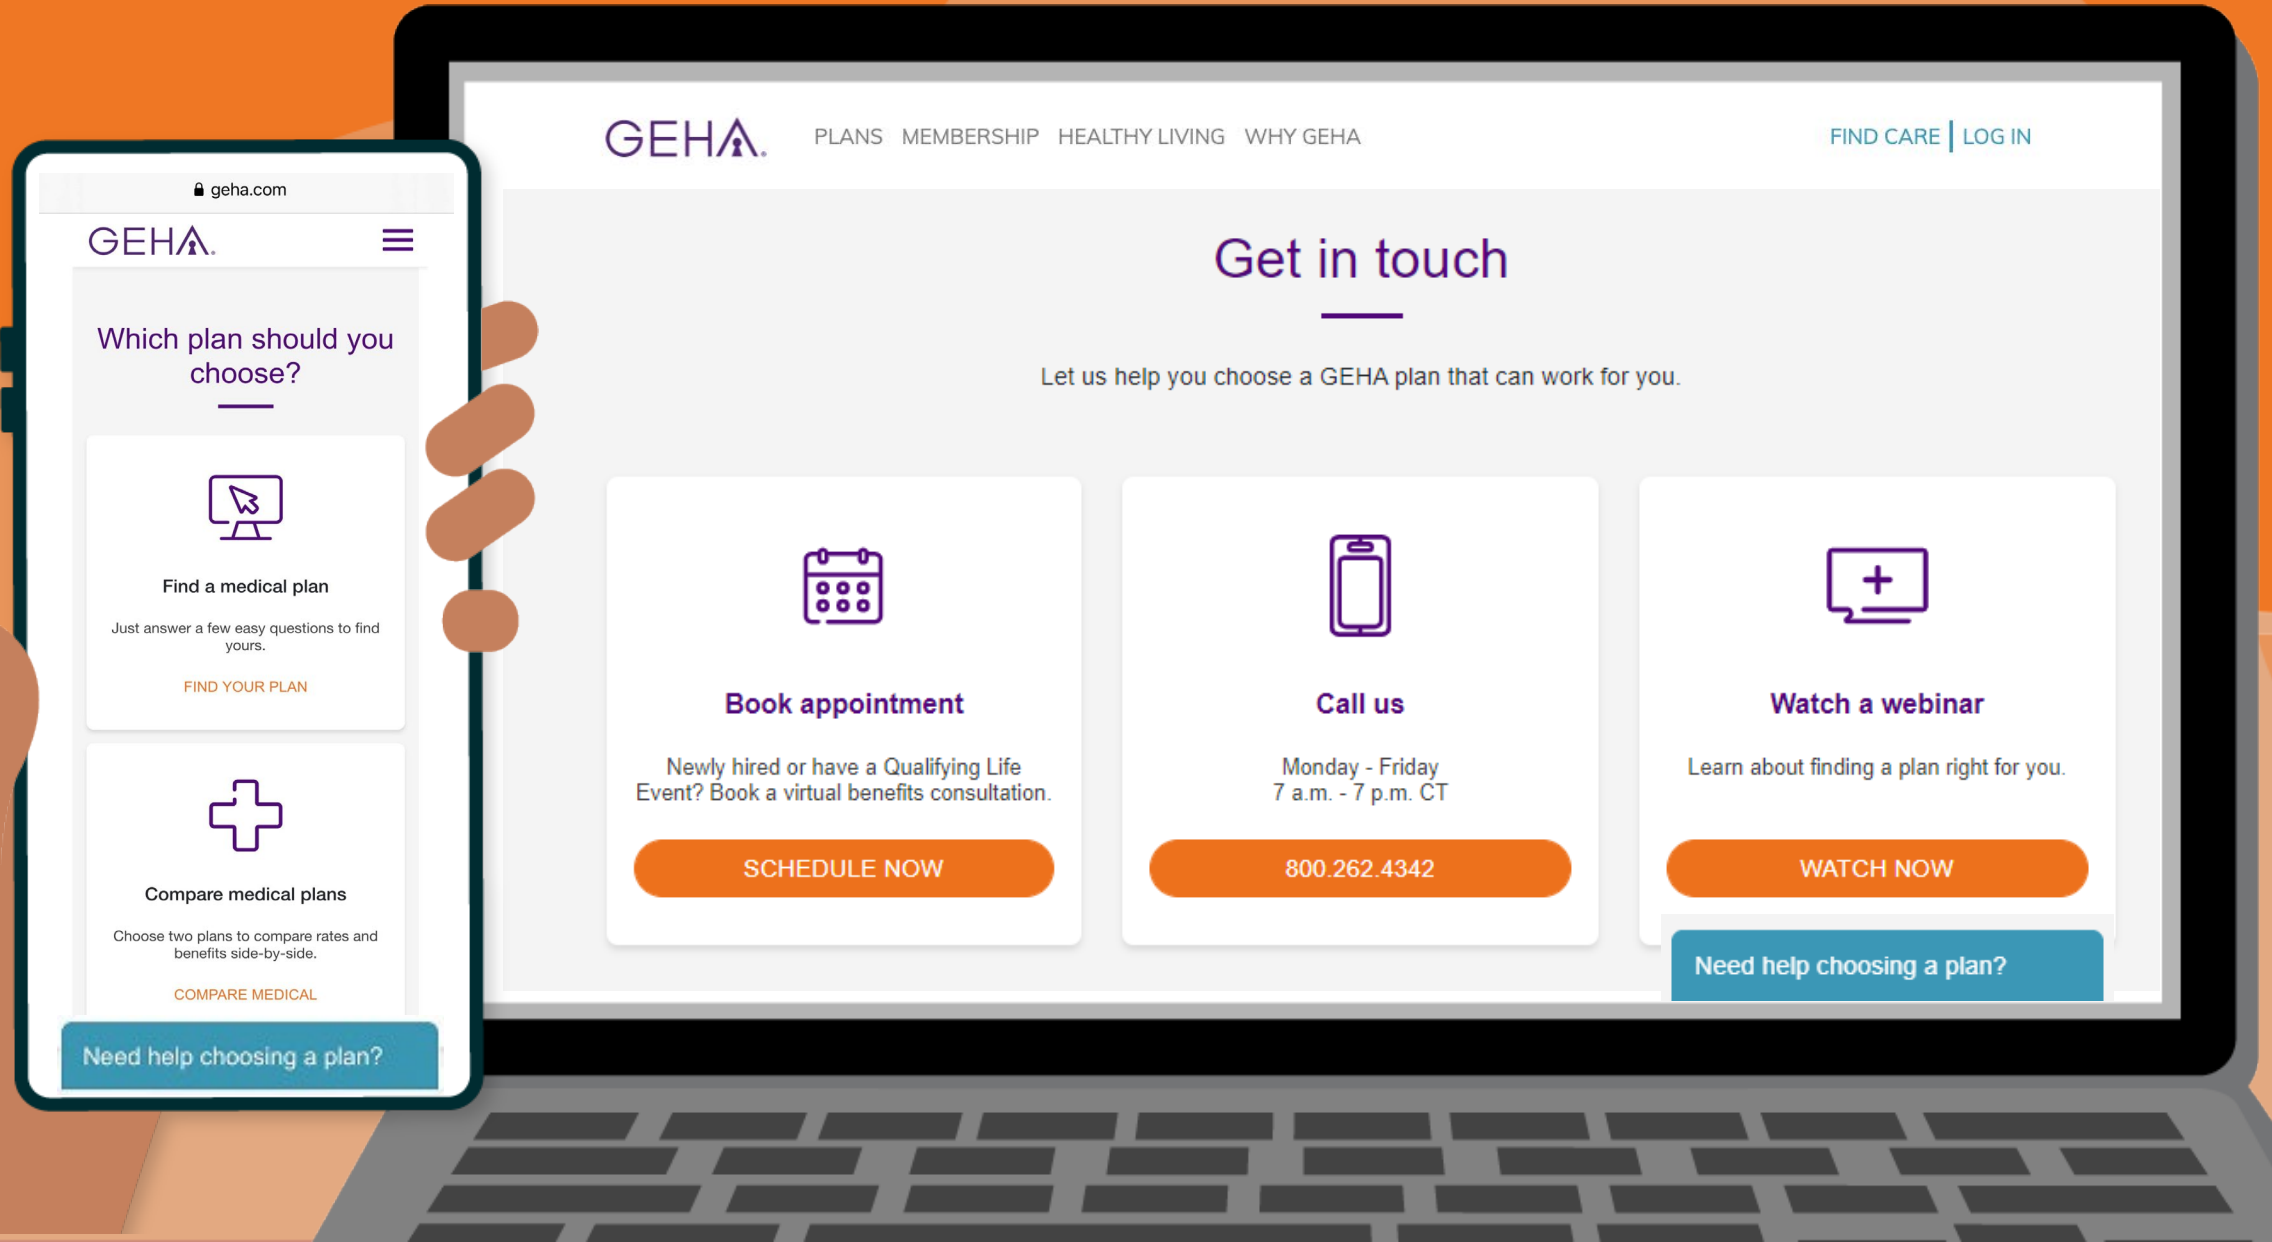 geha.com
GEHA.
Which plan should you
choose?
Find a medical plan
Just answer a few easy questions to find
yours.
FIND YOUR PLAN
Compare medical plans
Choose two plans to compare rates and
benefits side-by-side.
COMPARE MEDICAL
Need help choosing a plan?
GEHA. PLANS MEMBERSHIP HEALTHY LIVING WHY GEHA FIND CARE | LOG IN
Get in touch
Let us help you choose a GEHA plan that can work for you.
Book appointment
Newly hired or have a Qualifying Life
Event? Book a virtual benefits consultation.
SCHEDULE NOW
Call us
Monday - Friday
7 a.m. - 7 p.m. CT
800.262.4342
Watch a webinar
Learn about finding a plan right for you.
WATCH NOW
Need help choosing a plan?